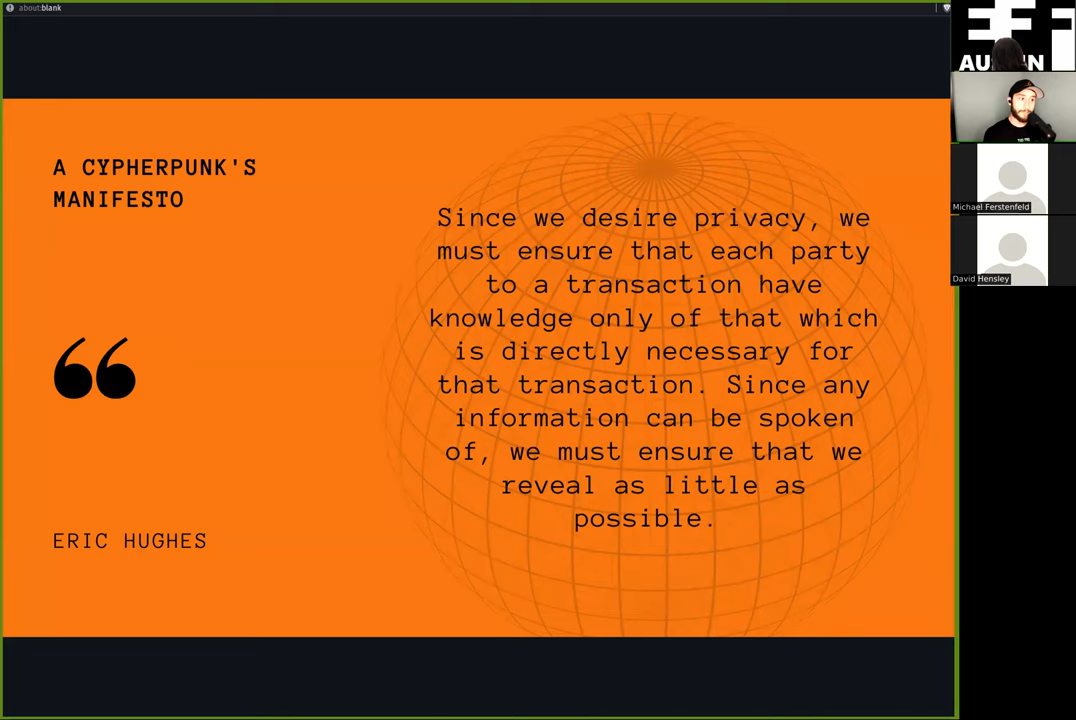 about:blank
A CYPHERPUNK'S
MANIFESTO
Since we desire privacy, we
must ensure that each party
to a transaction have
knowledge only of that which
is directly necessary for
that transaction. Since any
information can be spoken
of, we must ensure that we
reveal as little as
possible.
“
ERIC HUGHES
EFF
Michael Ferstenfeld
David Hensley